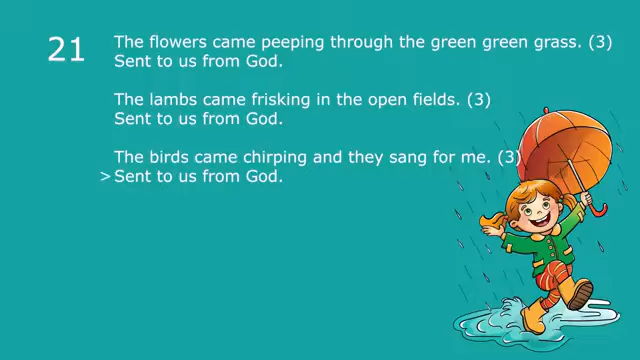 21
The flowers came peeping through the green green grass. (3)
Sent to us from God.
The lambs came frisking in the open fields. (3)
Sent to us from God.
The birds came chirping and they sang for me. (3)
>Sent to us from God.